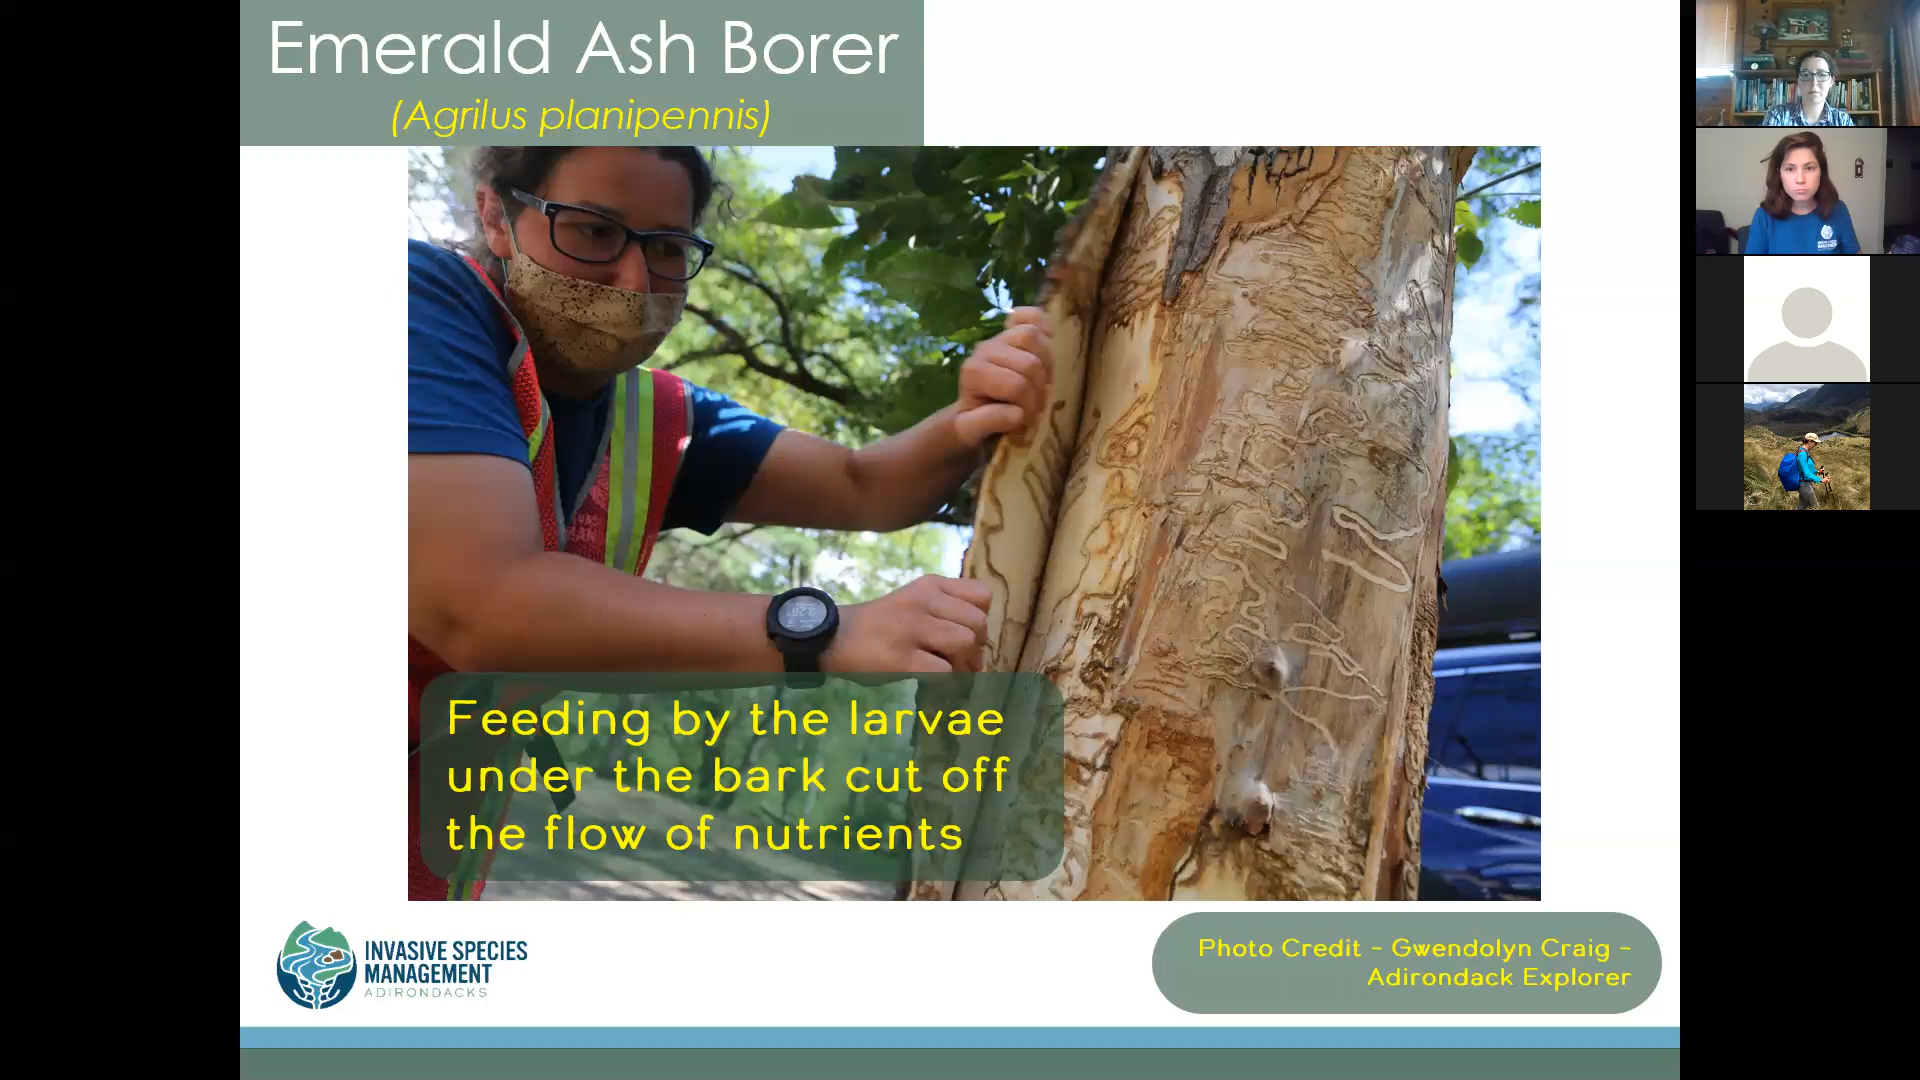 Emerald Ash Borer
(Agrilus planipennis)
Feeding by the larvae
under the bark cut off
the flow of nutrients
INVASIVE SPECIES
MANAGEMENT
ADIRONDACKS
Photo Credit - Gwendolyn Craig -
Adirondack Explorer